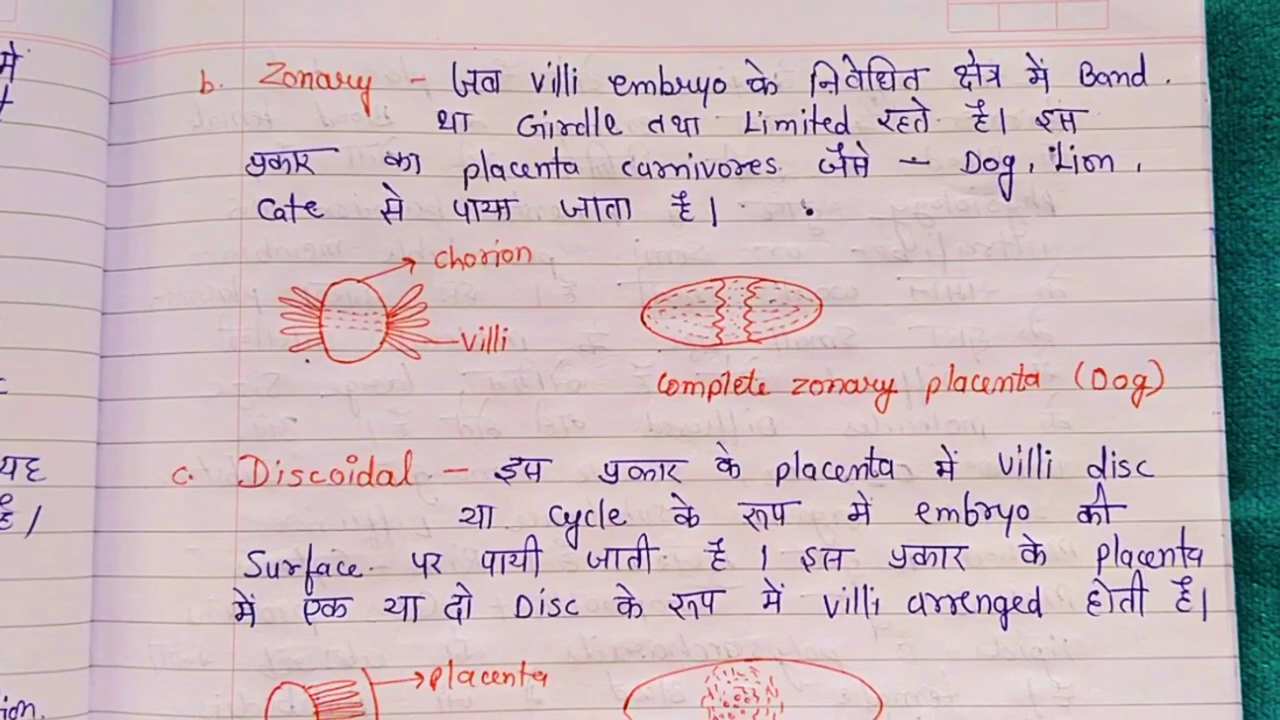 b. Zonary - जब villi embryo के निवेधित क्षेत्र में Band.
था Girdle तथा Limited रहते है। इस
प्रकार का placenta carnivores जैसे - Dog, Lion,
Cate से पाया जाता है।
chorion
villi
Complete zonary placenta (Dog)
c. Discoidal - इस प्रकार के placenta में villi disc
या cycle के रूप में embryo की
Surface पर पायी जाती है । इस प्रकार के placenta
में एक या दो Disc के रूप में villi arrenged होती है।
placenta
में
यह
है।
ion.